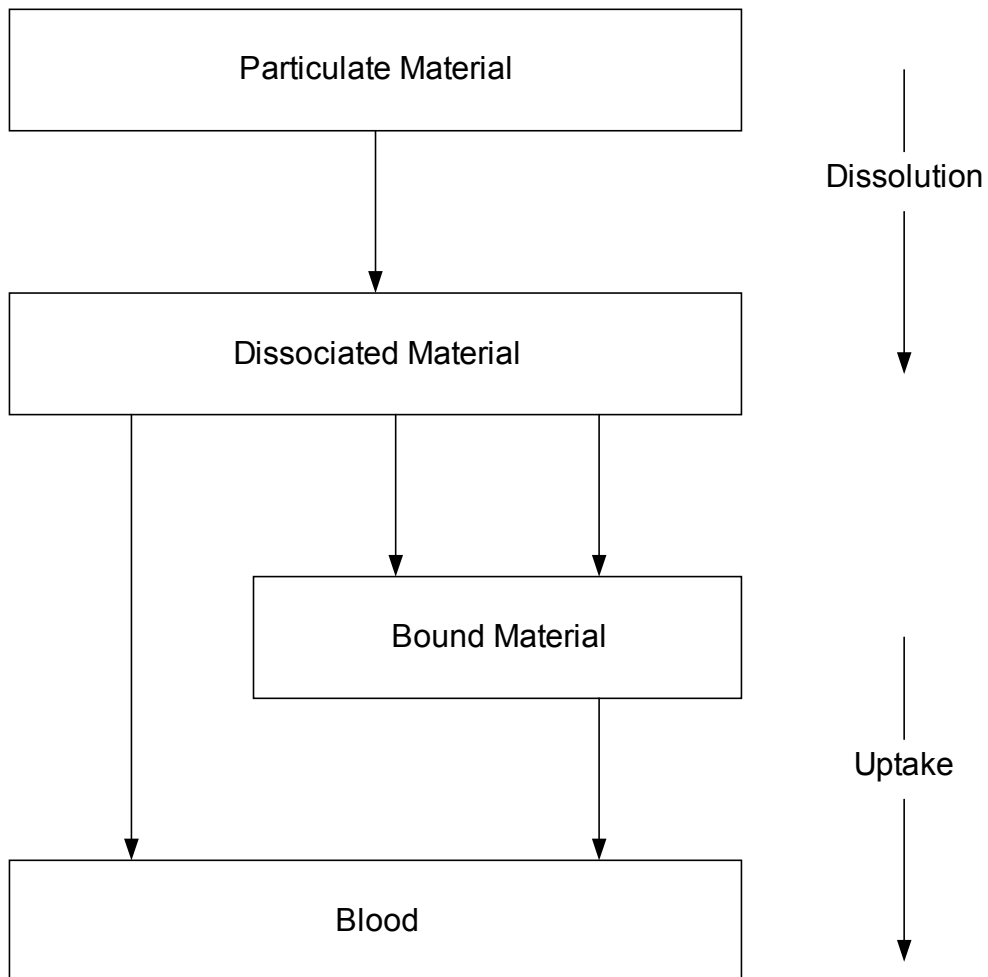 Particulate Material
Dissolution
Dissociated Material
Bound Material
Uptake
Blood